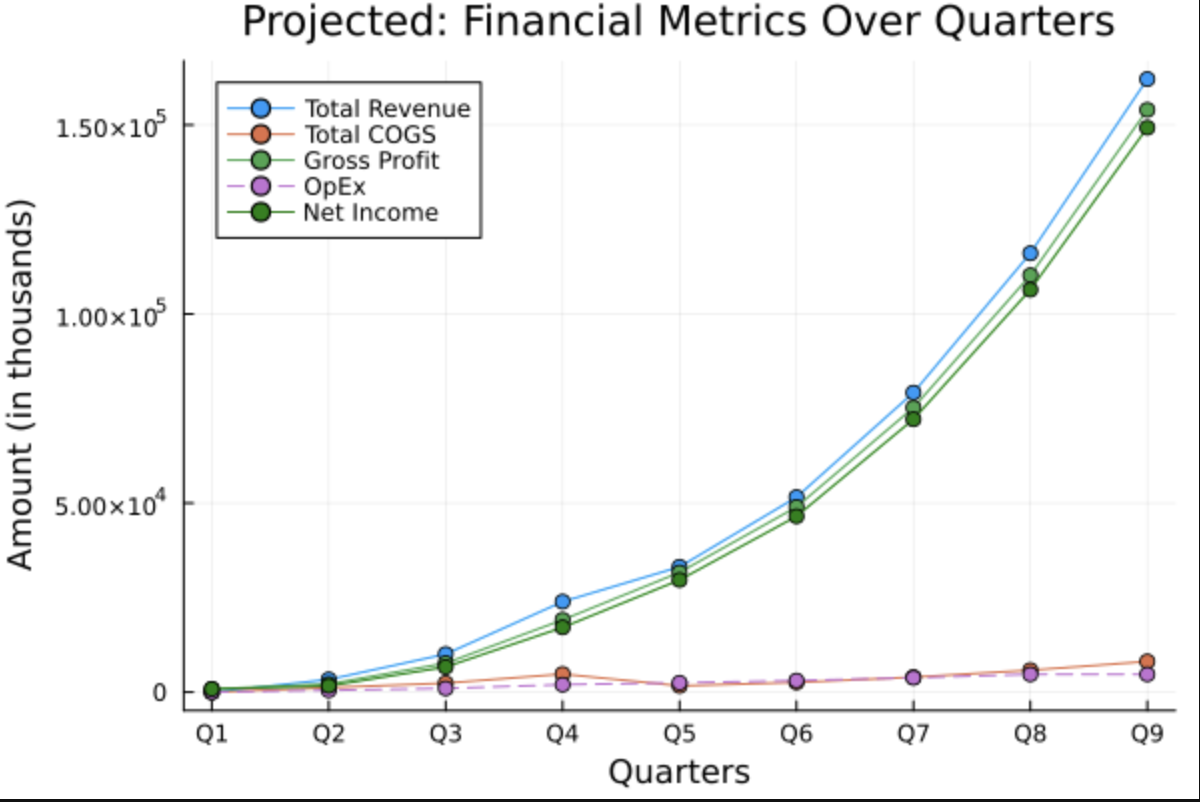 Projected: Financial Metrics Over Quarters
Total Revenue
Total COGS
Gross Profit
OpEx
Net Income
Amount (in thousands)
1.50×10⁵
1.00×10⁵
5.00×10⁴
0
Q1 Q2 Q3 Q4 Q5 Q6 Q7 Q8 Q9
Quarters